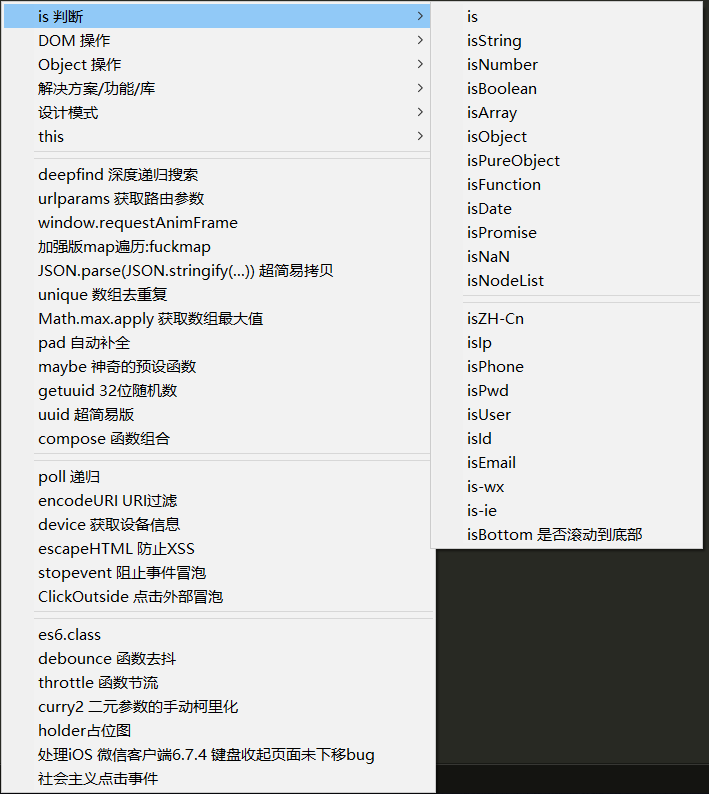 is 判断
DOM 操作
Object 操作
解决方案/功能/库
设计模式
this
deepfind 深度递归搜索
urlparams 获取路由参数
window.requestAnimFrame
加强版map遍历:fuckmap
JSON.parse(JSON.stringify(...)) 超简易拷贝
unique 数组去重复
Math.max.apply 获取数组最大值
pad 自动补全
maybe 神奇的预设函数
getuuid 32位随机数
uuid 超简易版
compose 函数组合
poll 递归
encodeURI URI过滤
device 获取设备信息
escapeHTML 防止XSS
stopevent 阻止事件冒泡
ClickOutside 点击外部冒泡
es6.class
debounce 函数去抖
throttle 函数节流
curry2 二元参数的手动柯里化
holder占位图
处理iOS 微信客户端6.7.4 键盘收起页面未下移bug
社会主义点击事件
is
isString
isNumber
isBoolean
isArray
isObject
isPureObject
isFunction
isDate
isPromise
isNaN
isNodeList
isZH-Cn
isIp
isPhone
isPwd
isUser
isId
isEmail
is-wx
is-ie
isBottom 是否滚动到底部